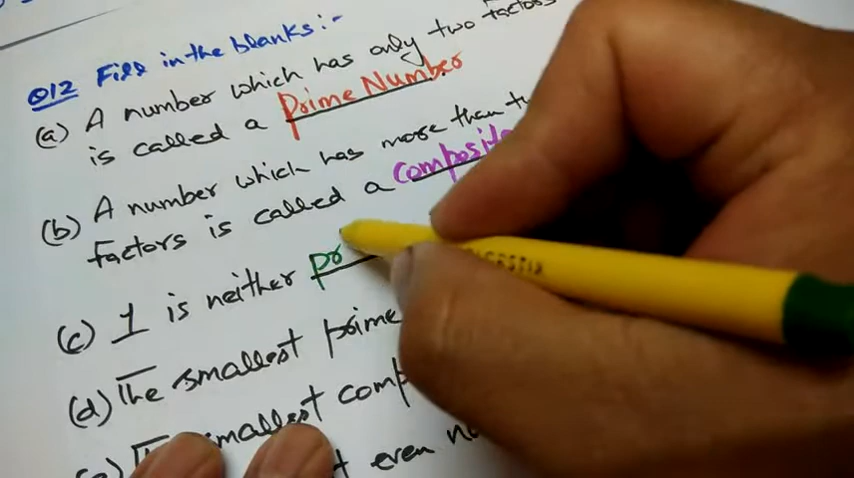 Q12 Fill in the blanks:-
(a) A number which has only two factors
is called a Prime Number.
(b) A number which has more than
factors is called a composite
(c) 1 is neither pr
(d) The smallest prime
smallest comp
even